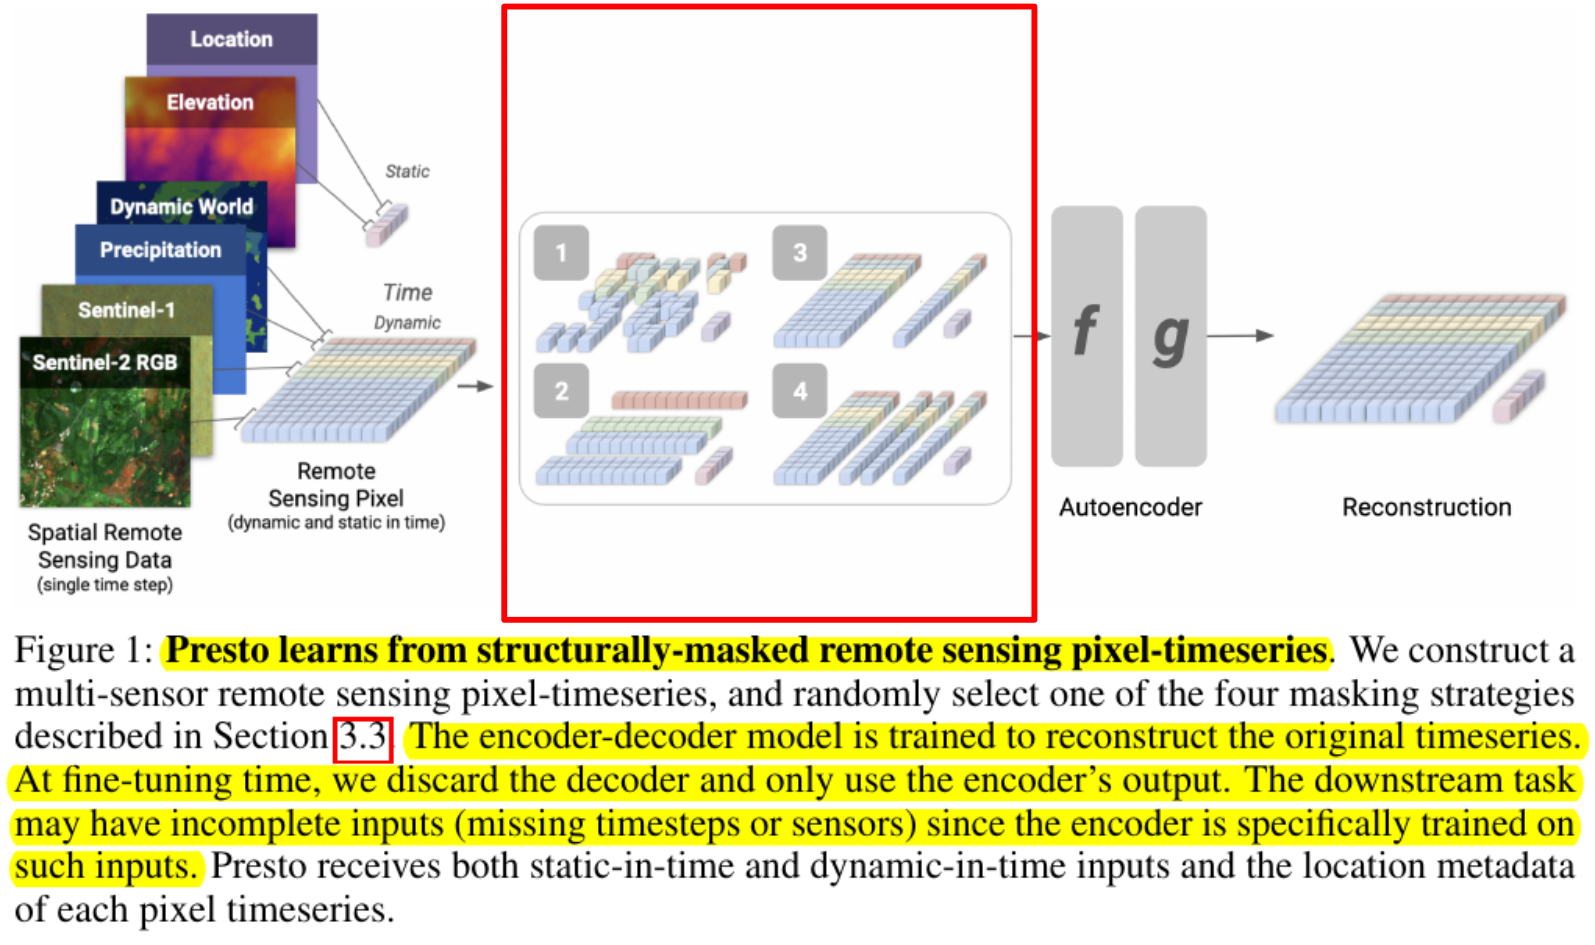 Location
Elevation
Static
Dynamic World
Precipitation
Time
Dynamic
Sentinel-1
Sentinel-2 RGB
Remote
Sensing Pixel
(dynamic and static in time)
Spatial Remote
Sensing Data
(single time step)
1
2
3
4
f
g
Autoencoder
Reconstruction
Figure 1: Presto learns from structurally-masked remote sensing pixel-timeseries. We construct a
multi-sensor remote sensing pixel-timeseries, and randomly select one of the four masking strategies
described in Section 3.3. The encoder-decoder model is trained to reconstruct the original timeseries.
At fine-tuning time, we discard the decoder and only use the encoder's output. The downstream task
may have incomplete inputs (missing timesteps or sensors) since the encoder is specifically trained on
such inputs. Presto receives both static-in-time and dynamic-in-time inputs and the location metadata
of each pixel timeseries.